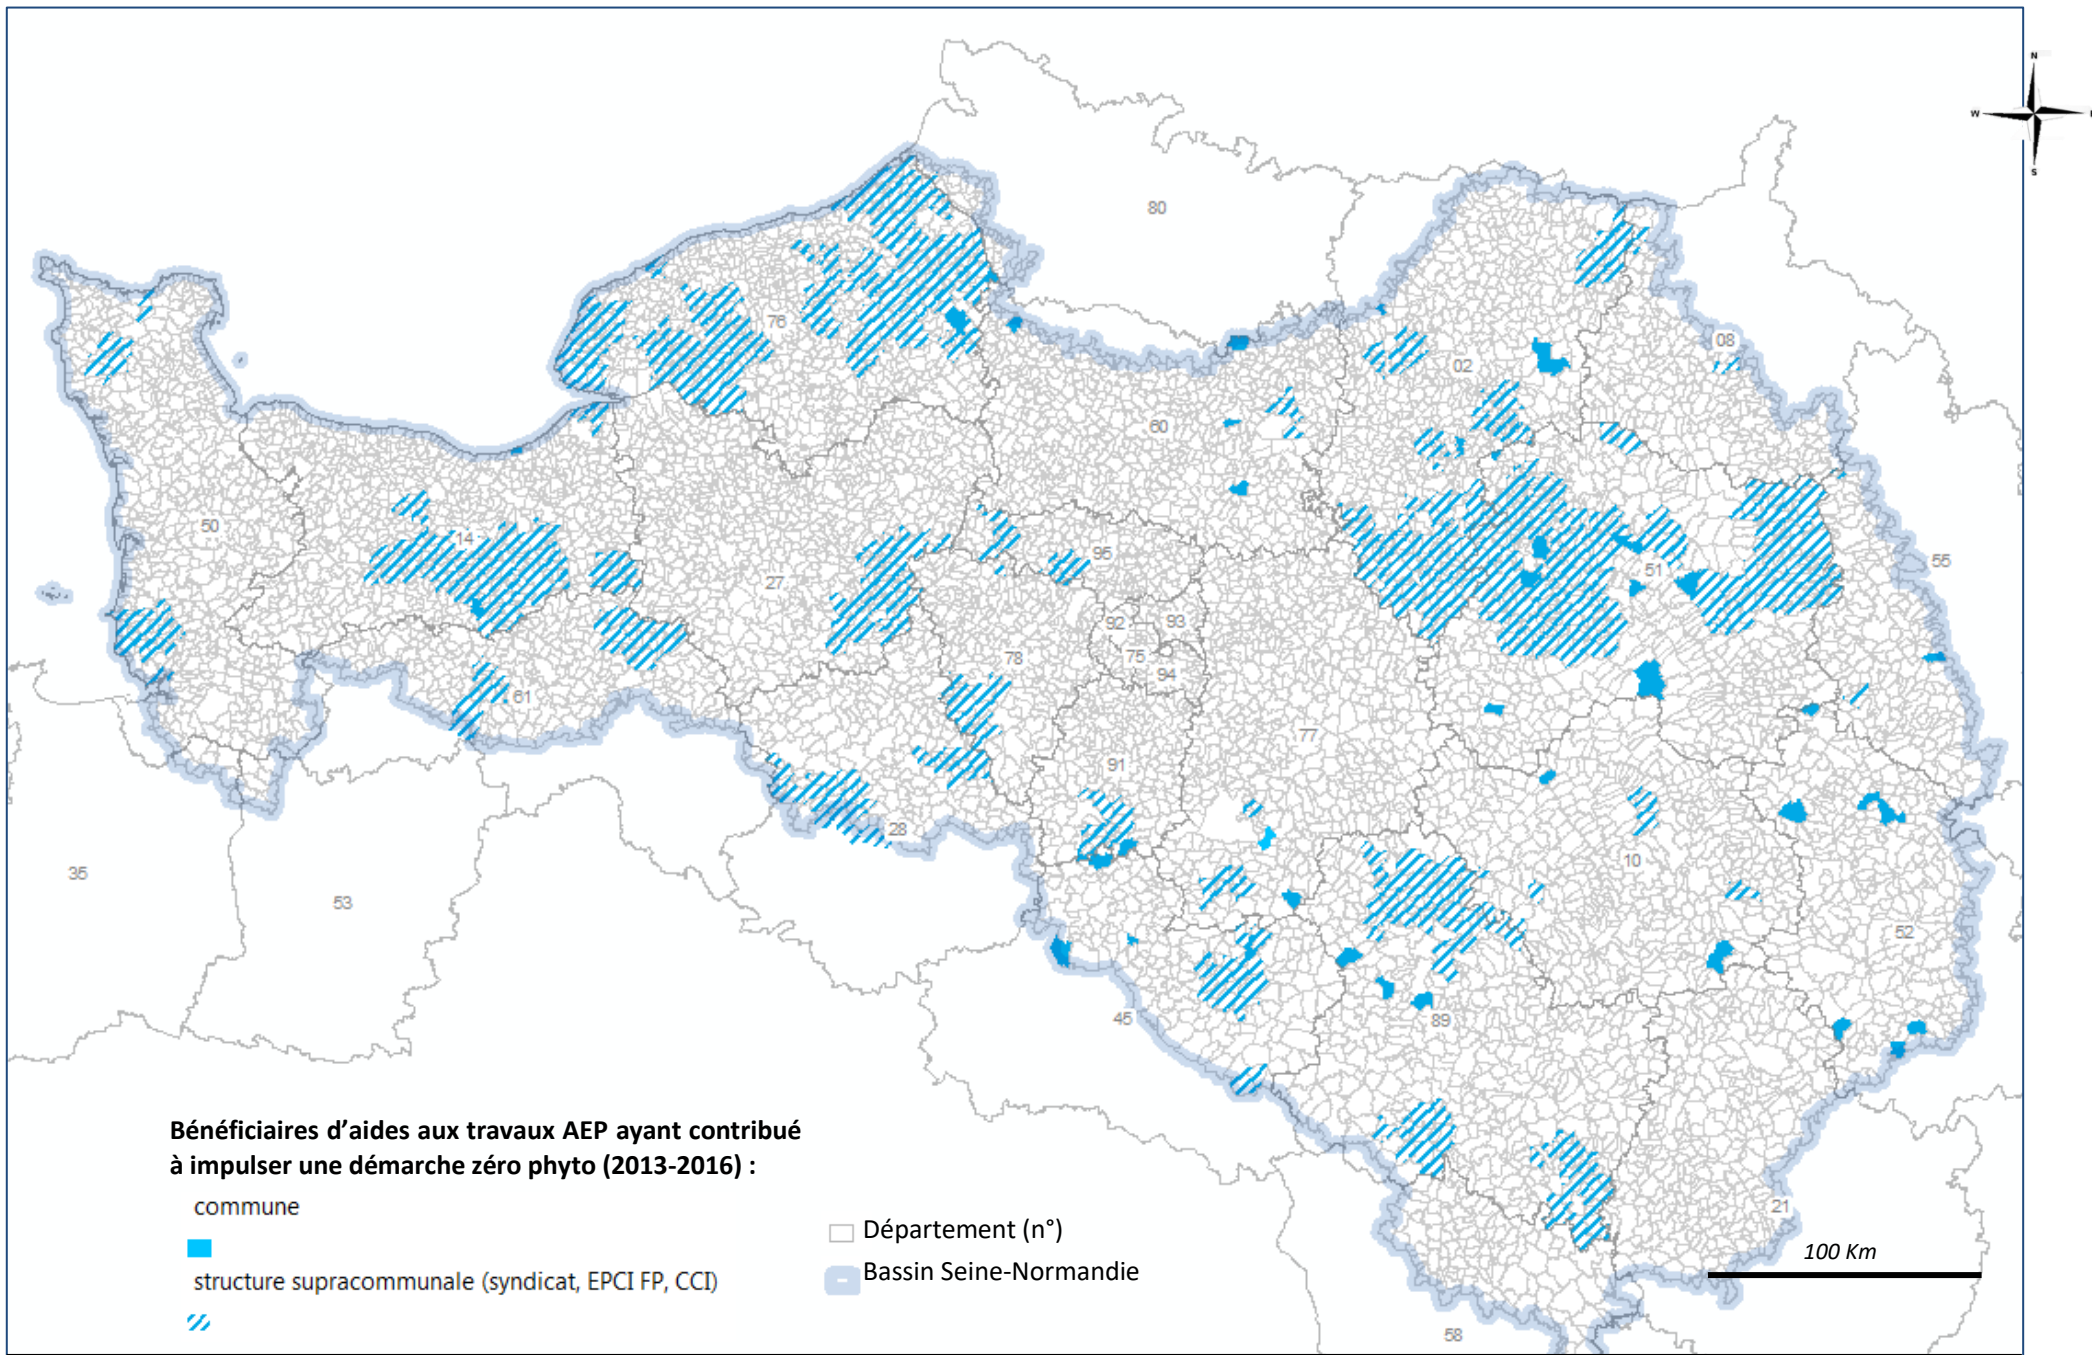 N
W
S
80
76
08
02
60
50
14
95
55
27
51
92
93
75
78
94
61
77
91
28
10
35
53
52
45
89
21
58
Bénéficiaires d'aides aux travaux AEP ayant contribué
à impulser une démarche zéro phyto (2013-2016) :
commune
structure supracommunale (syndicat, EPCI FP, CCI)
Département (n°)
Bassin Seine-Normandie
100 Km